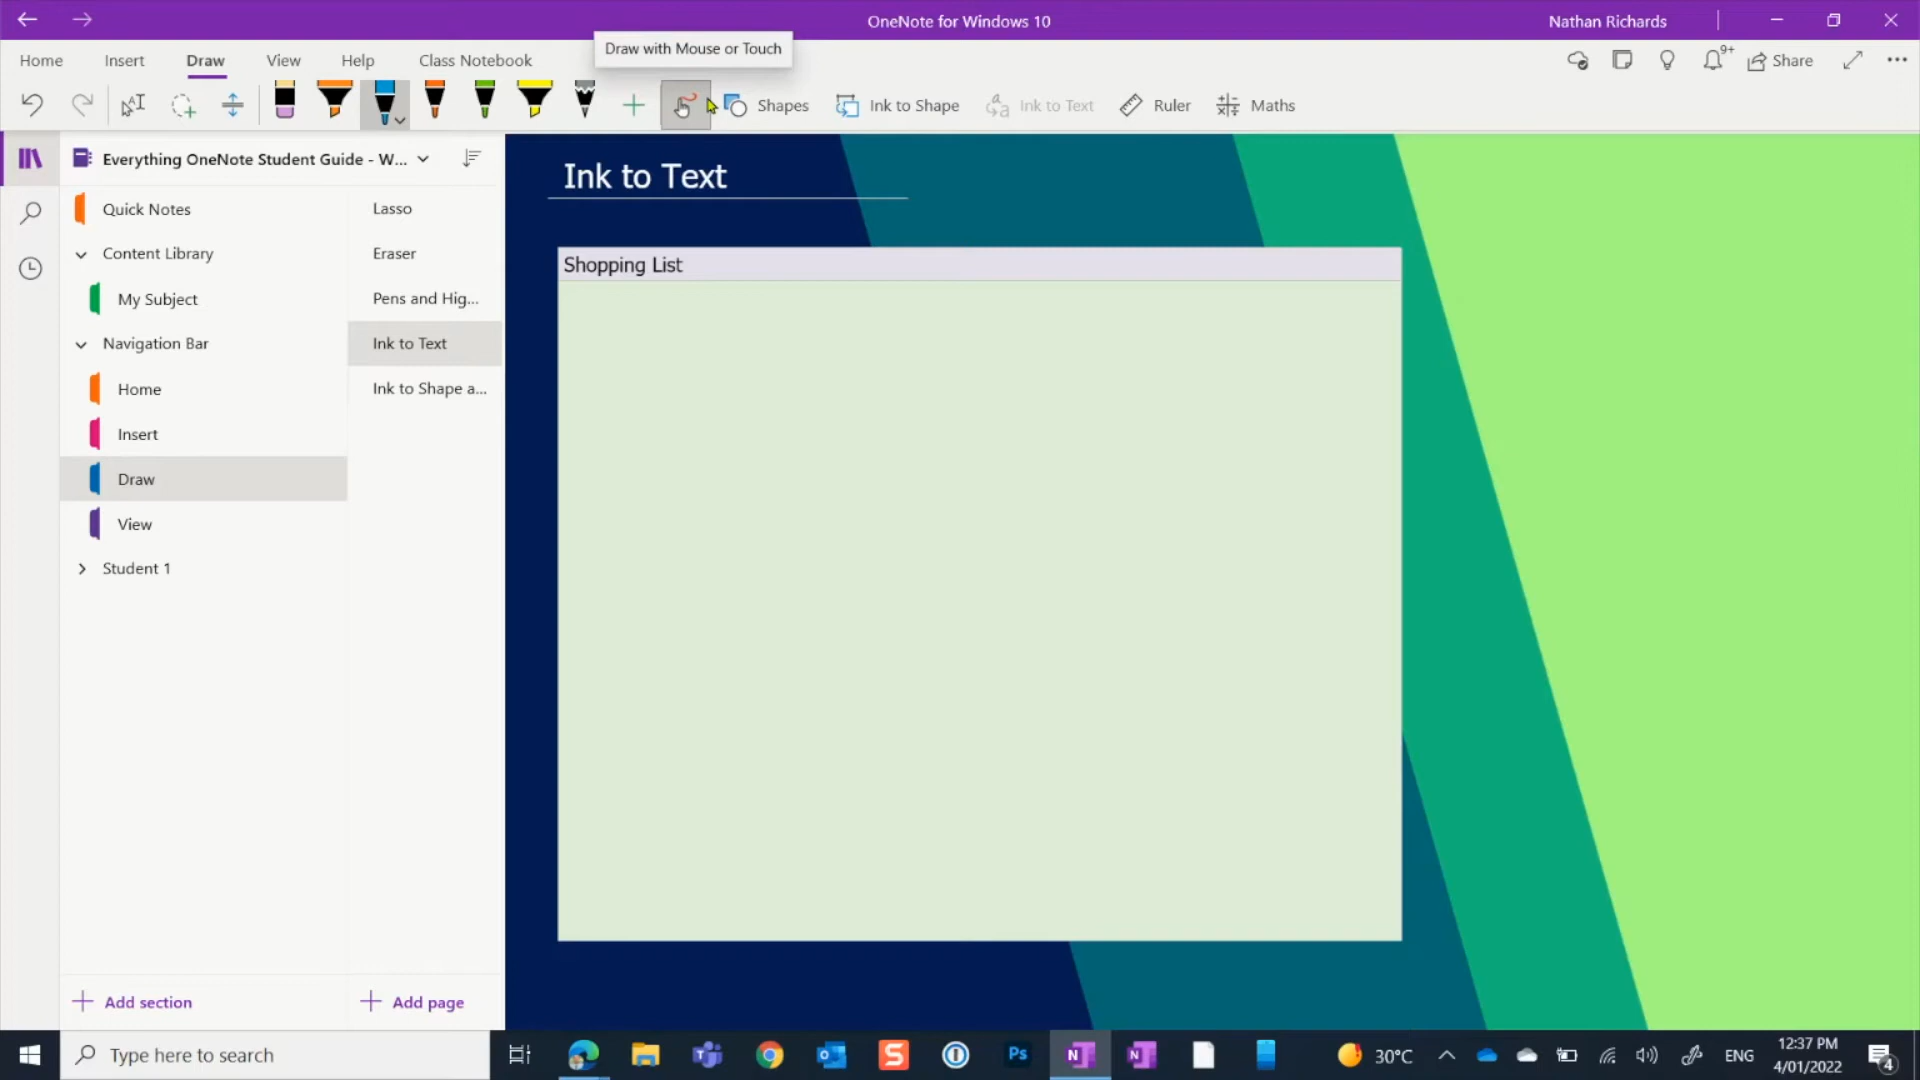 OneNote for Windows 10
Nathan Richards
Draw with Mouse or Touch
Home
Insert
Draw
View
Help
Class Notebook
9+
Share
Shapes
Ink to Shape
Ink to Text
Ruler
Maths
Everything OneNote Student Guide - W...
Quick Notes
Content Library
My Subject
Navigation Bar
Home
Insert
Draw
View
Student 1
Add section
Lasso
Eraser
Pens and Hig...
Ink to Text
Ink to Shape a...
Add page
Ink to Text
Shopping List
Type here to search
Ps
30°C
ENG
12:37 PM
4/01/2022
4